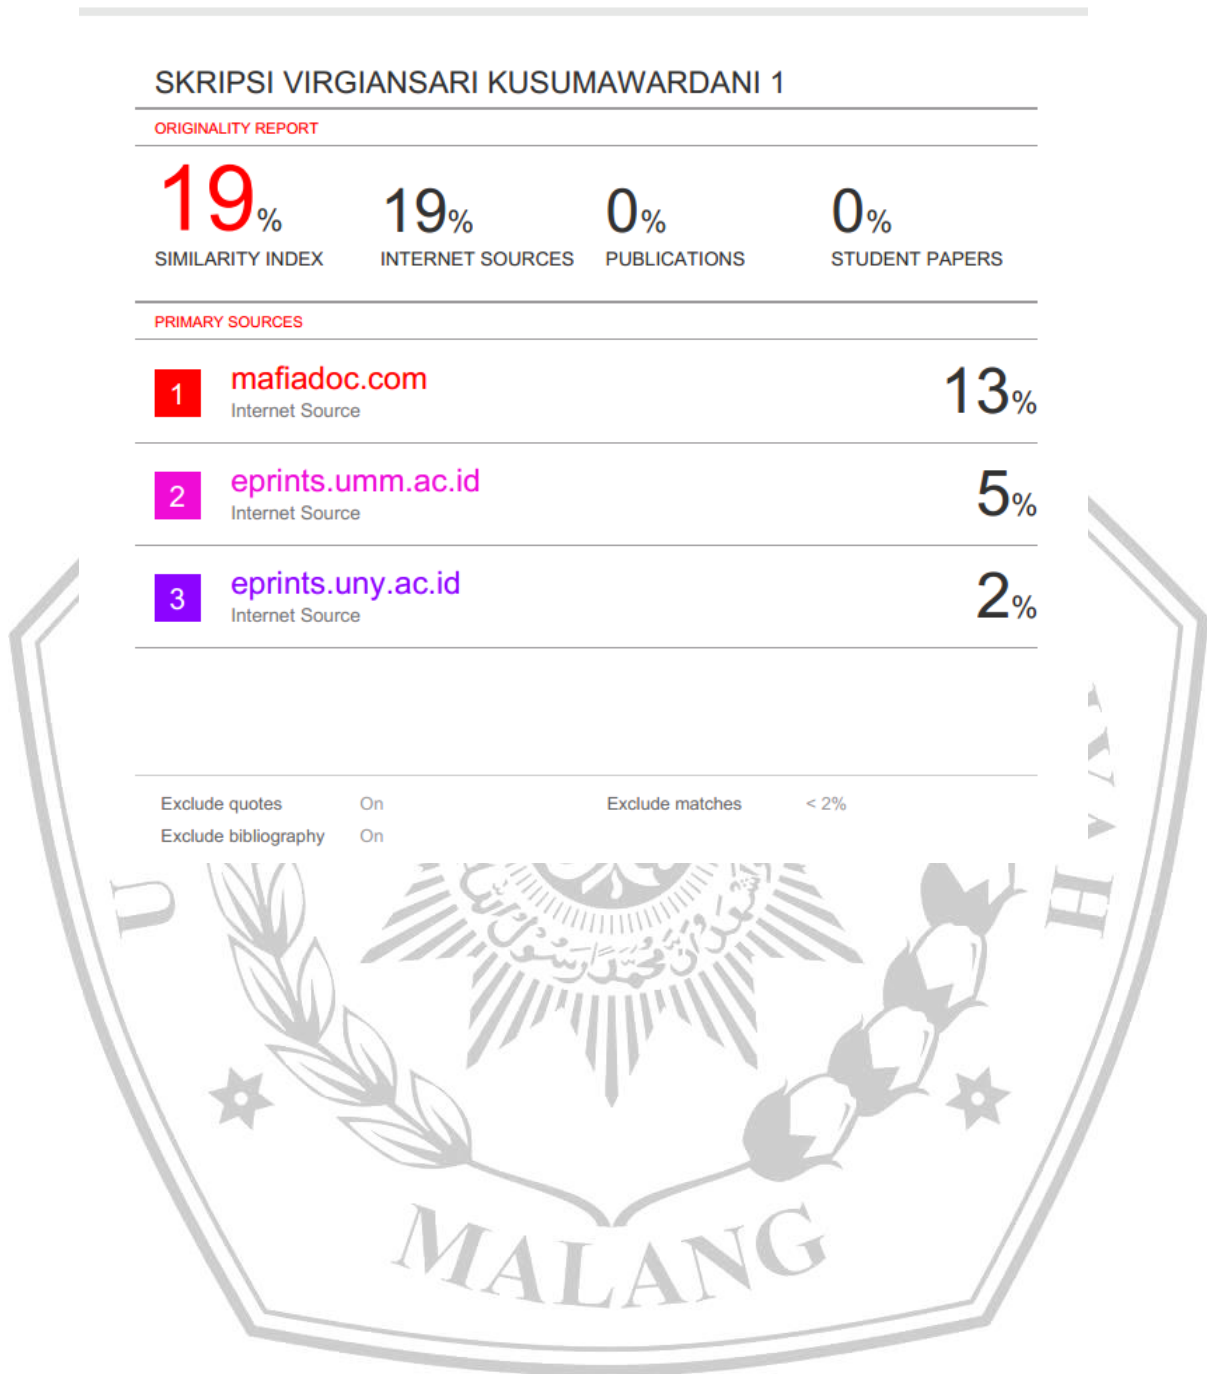 SKRIPSI VIRGIANSARI KUSUMAWARDANI 1
ORIGINALITY REPORT
19% 19% 0% 0%
SIMILARITY INDEX INTERNET SOURCES PUBLICATIONS STUDENT PAPERS
PRIMARY SOURCES
1 mafiadoc.com 13%
Internet Source
2 eprints.umm.ac.id 5%
Internet Source
3 eprints.uny.ac.id 2%
Internet Source
Exclude quotes On Exclude matches < 2%
Exclude bibliography On
MALANG